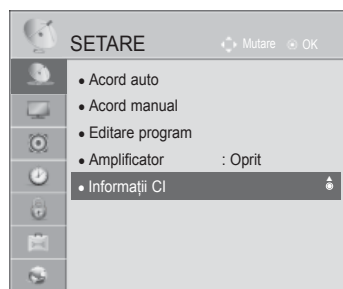 SETARE
Mutare OK
• Acord auto
• Acord manual
• Editare program
• Amplificator : Oprit
• Informații CI